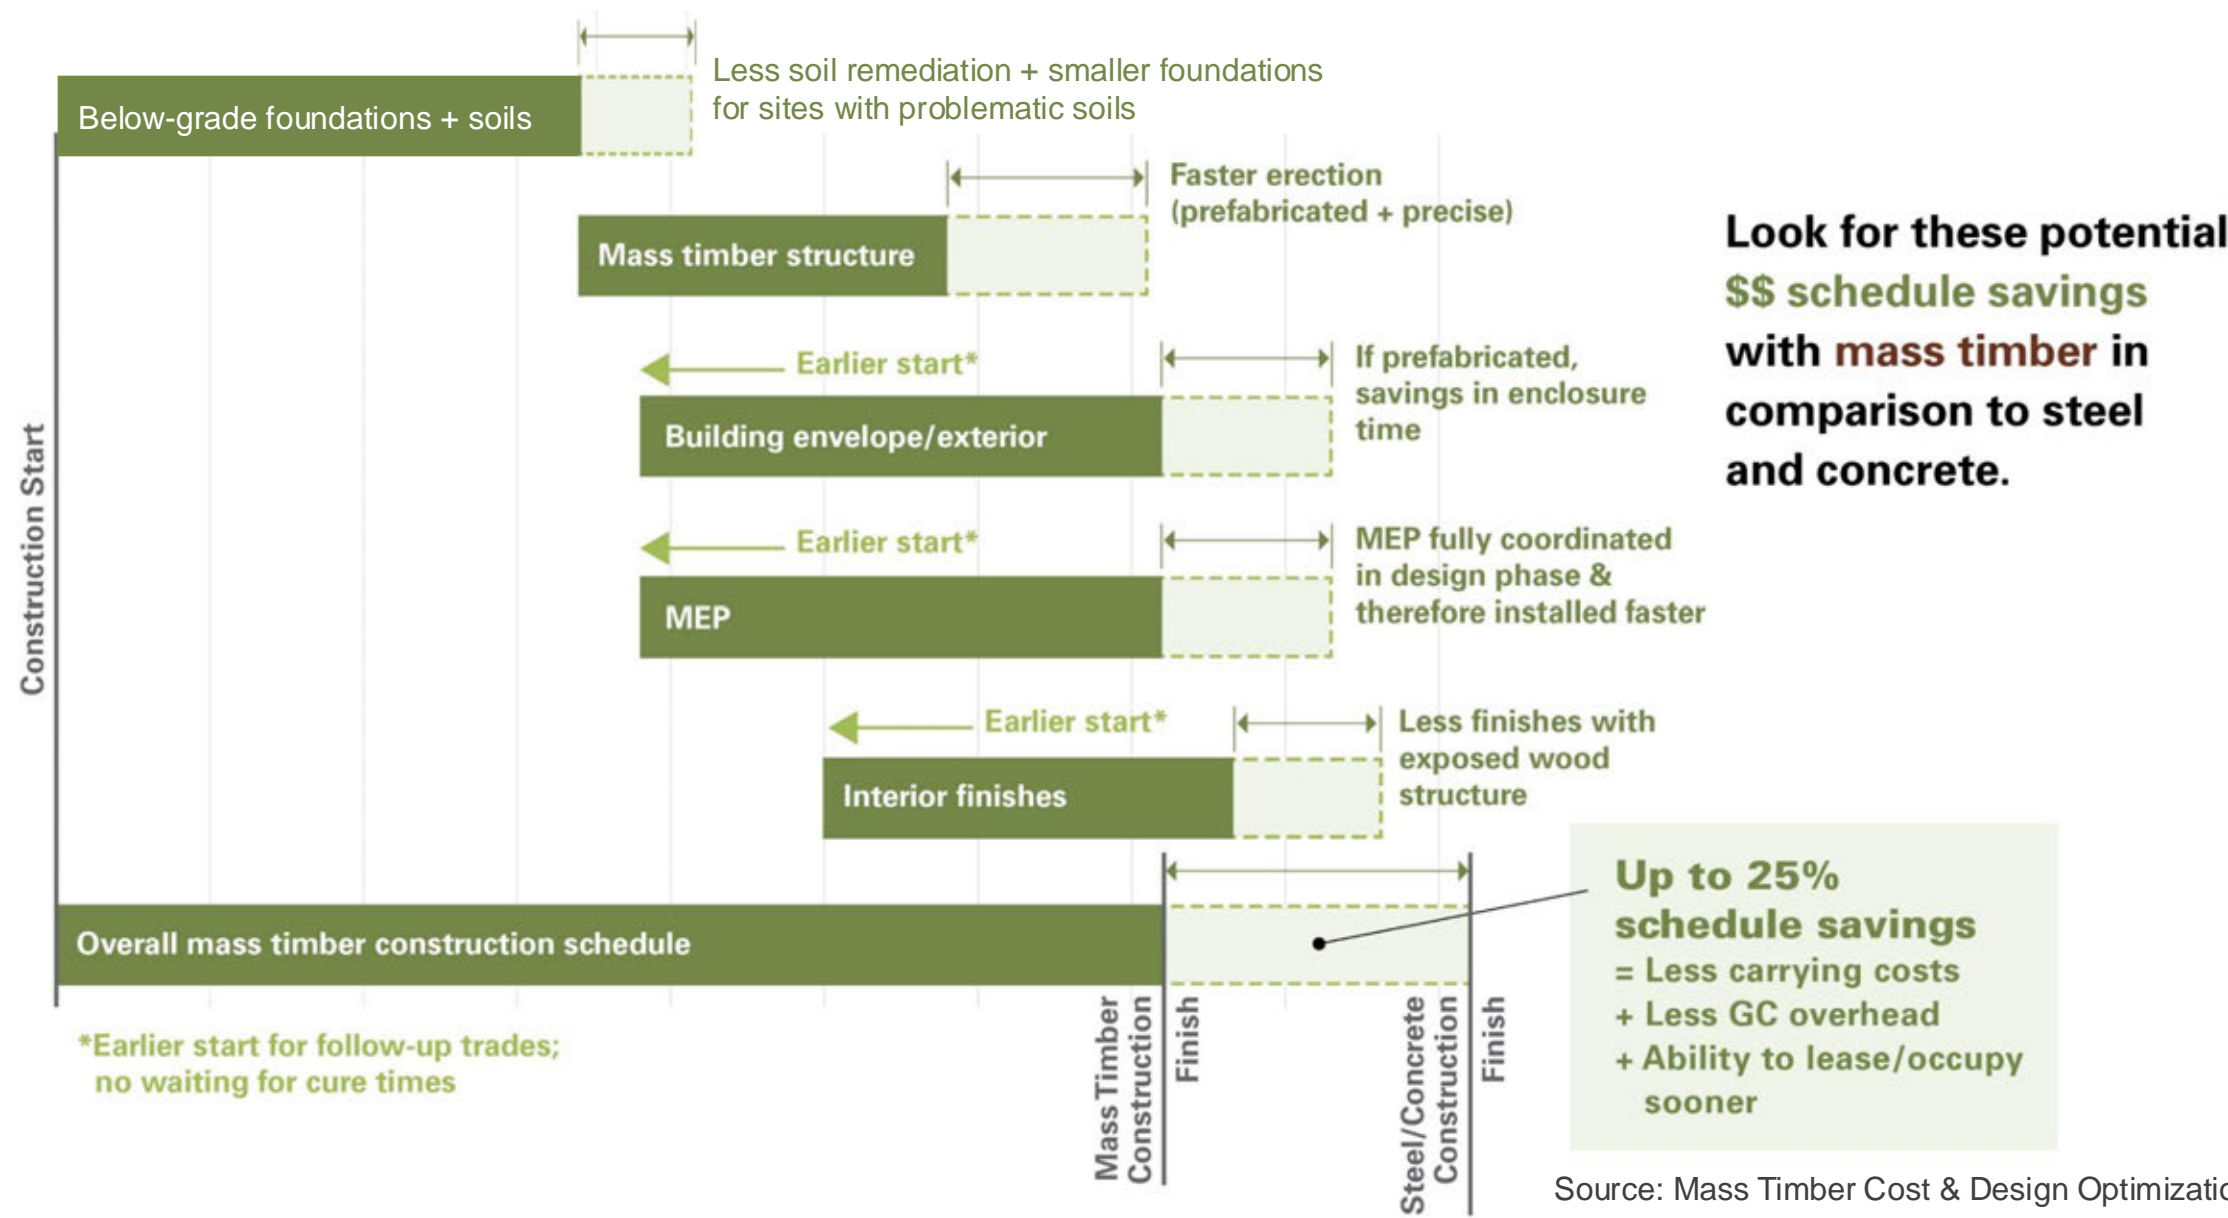 Less soil remediation + smaller foundations
for sites with problematic soils
Below-grade foundations + soils
Faster erection
(prefabricated + precise)
Mass timber structure
Look for these potential
$$ schedule savings
with mass timber in
comparison to steel
and concrete.
Earlier start*
If prefabricated,
savings in enclosure
time
Building envelope/exterior
Construction Start
Earlier start*
MEP fully coordinated
in design phase &
therefore installed faster
MEP
Earlier start*
Less finishes with
exposed wood
structure
Interior finishes
Up to 25%
schedule savings
= Less carrying costs
+ Less GC overhead
+ Ability to lease/occupy
sooner
Overall mass timber construction schedule
Mass Timber
Construction
Finish
Steel/Concrete
Construction
Finish
*Earlier start for follow-up trades;
no waiting for cure times
Source: Mass Timber Cost & Design